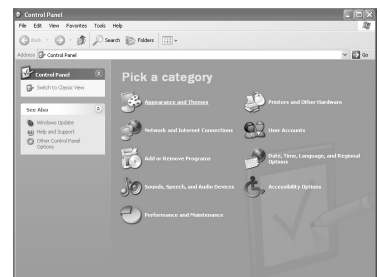 Control Panel
File Edit View Favorites Tools Help
Back Search Folders
Address Control Panel Go
Control Panel
Switch to Classic View
See Also
Windows Update
Help and Support
Other Control Panel
Options
Pick a category
Appearance and Themes
Printers and Other Hardware
Network and Internet Connections
User Accounts
Add or Remove Programs
Date, Time, Language, and Regional
Options
Sounds, Speech, and Audio Devices
Accessibility Options
Performance and Maintenance